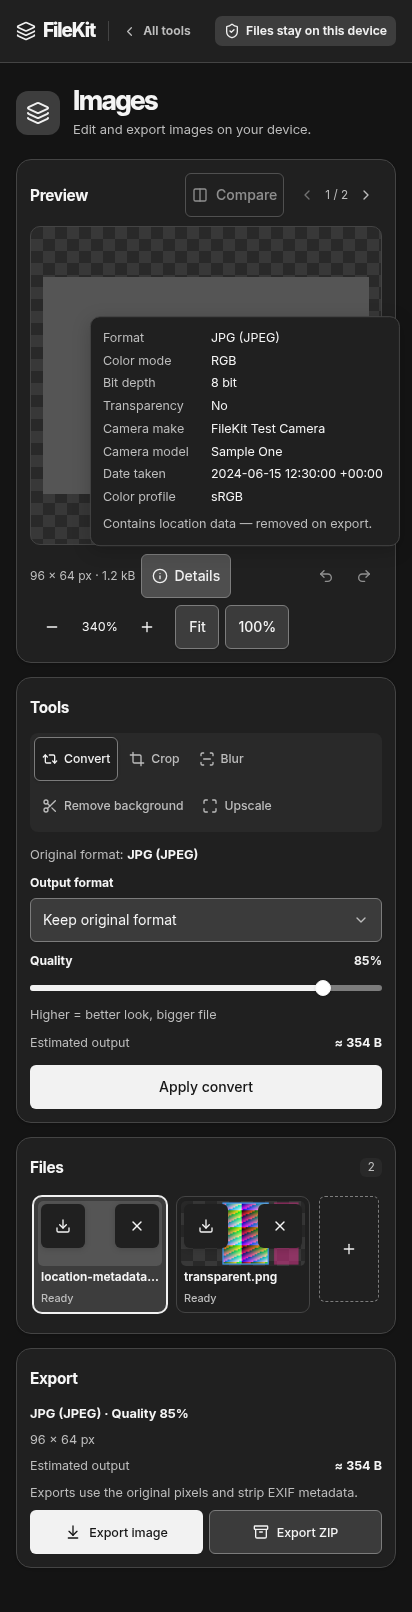 FileKit
All tools
Files stay on this device
Images
Edit and export images on your device.
Preview
Compare
1 / 2
Format JPG (JPEG)
Color mode RGB
Bit depth 8 bit
Transparency No
Camera make FileKit Test Camera
Camera model Sample One
Date taken 2024-06-15 12:30:00 +00:00
Color profile sRGB
Contains location data — removed on export.
96 × 64 px · 1.2 kB
Details
340%
Fit
100%
Tools
Convert
Crop
Blur
Remove background
Upscale
Original format: JPG (JPEG)
Output format
Keep original format
Quality 85%
Higher = better look, bigger file
Estimated output ≈ 354 B
Apply convert
Files 2
location-metadata...
Ready
transparent.png
Ready
Export
JPG (JPEG) · Quality 85%
96 × 64 px
Estimated output ≈ 354 B
Exports use the original pixels and strip EXIF metadata.
Export image
Export ZIP